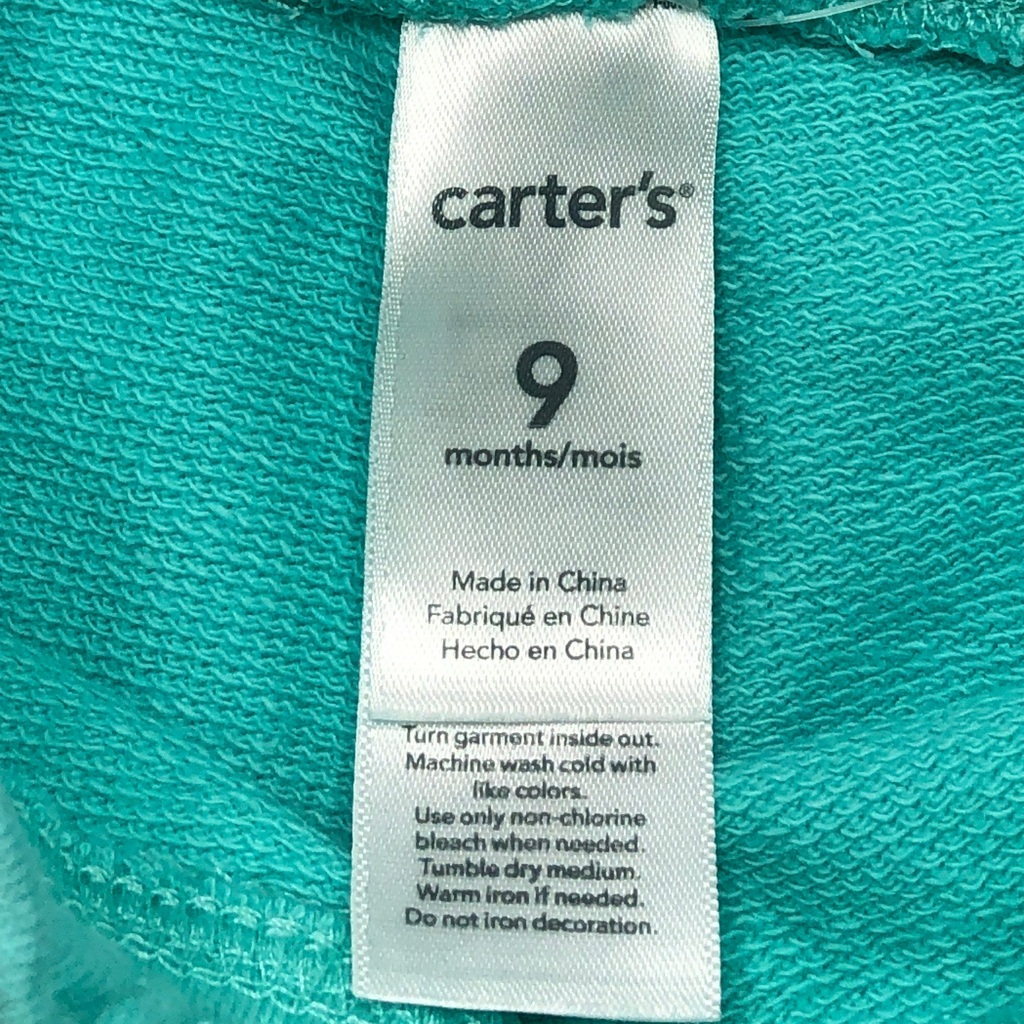 carter's®
9
months/mois
Made in China
Fabriqué en Chine
Hecho en China
Turn garment inside out.
Machine wash cold with
like colors.
Use only non-chlorine
bleach when needed.
Tumble dry medium.
Warm iron if needed.
Do not iron decoration.